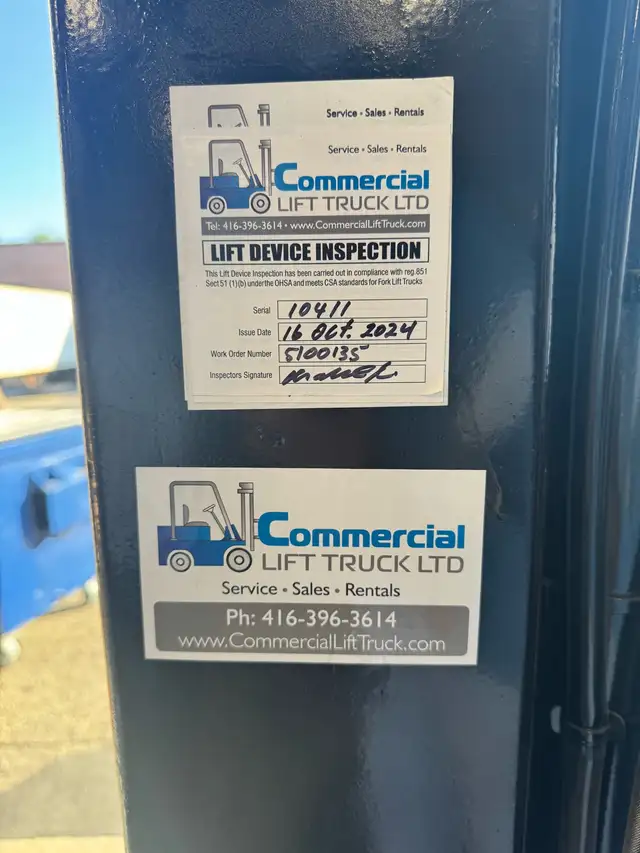 Service • Sales • Rentals
Service • Sales • Rentals
Commercial
LIFT TRUCK LTD
Tel: 416-396-3614 • www.CommercialLiftTruck.com
LIFT DEVICE INSPECTION
This Lift Device Inspection has been carried out in compliance with reg.851
Sect 51 (1)(b) under the OHSA and meets CSA standards for Fork Lift Trucks
Serial 10411
Issue Date 16 Oct. 2024
Work Order Number 5100135
Inspectors Signature
Commercial
LIFT TRUCK LTD
Service • Sales • Rentals
Ph: 416-396-3614
www.CommercialLiftTruck.com